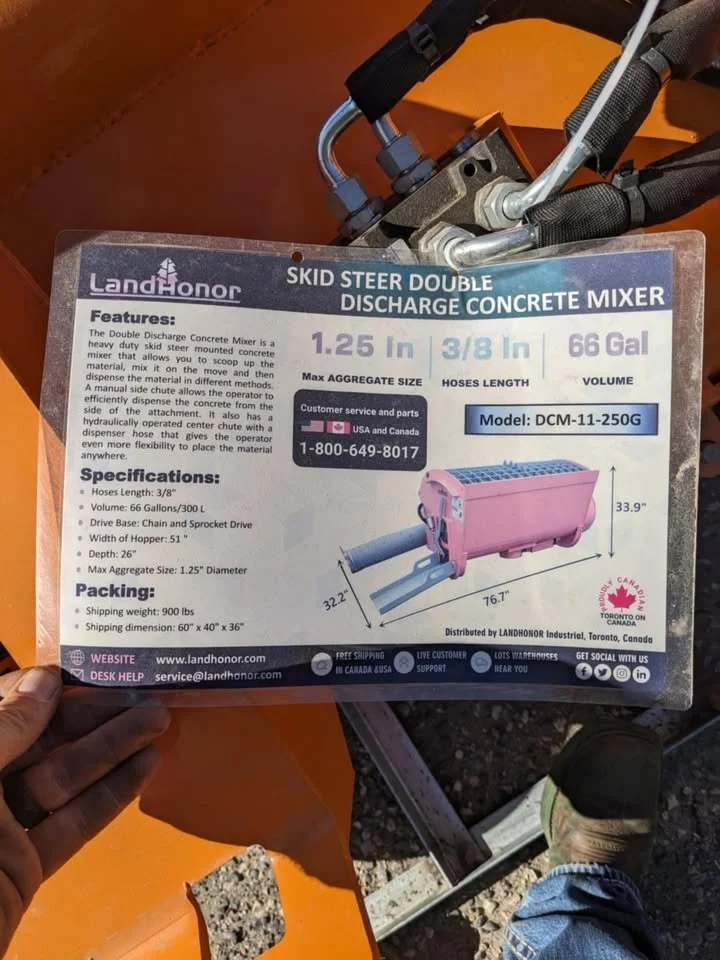 LandHonor
SKID STEER DOUBLE
DISCHARGE CONCRETE MIXER
Features:
The Double Discharge Concrete Mixer is a
heavy duty skid steer mounted concrete
mixer that allows you to scoop up the
material, mix it on the move and then
dispense the material in different methods.
A manual side chute allows the operator to
efficiently dispense the concrete from the
side of the attachment. It also has a
hydraulically operated center chute with a
dispenser hose that gives the operator
even more flexibility to place the material
anywhere.
Specifications:
Hoses Length: 3/8"
Volume: 66 Gallons/300 L
Drive Base: Chain and Sprocket Drive
Width of Hopper: 51 "
Depth: 26"
Max Aggregate Size: 1.25" Diameter
Packing:
Shipping weight: 900 lbs
Shipping dimension: 60" x 40" x 36"
1.25 In
Max AGGREGATE SIZE
3/8 In
HOSES LENGTH
66 Gal
VOLUME
Customer service and parts
USA and Canada
1-800-649-8017
Model: DCM-11-250G
33.9"
76.7"
32.2"
PROUDLY CANADIAN
TORONTO ON
CANADA
Distributed by LANDHONOR Industrial, Toronto, Canada
WEBSITE www.landhonor.com
DESK HELP service@landhonor.com
FREE SHIPPING
IN CANADA &USA
LIVE CUSTOMER
SUPPORT
LOTS WAREHOUSES
NEAR YOU
GET SOCIAL WITH US